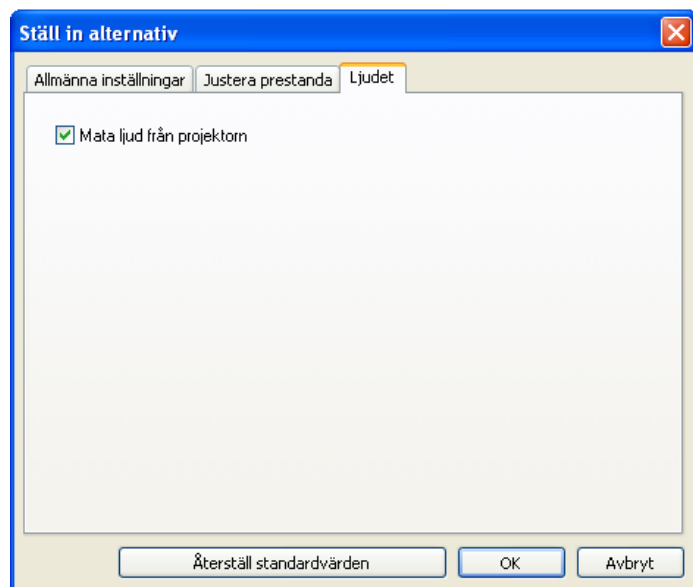 Ställ in alternativ
Allmänna inställningar Justera prestanda Ljudet
Mata ljud från projektorn
Återställ standardvärden OK Avbryt